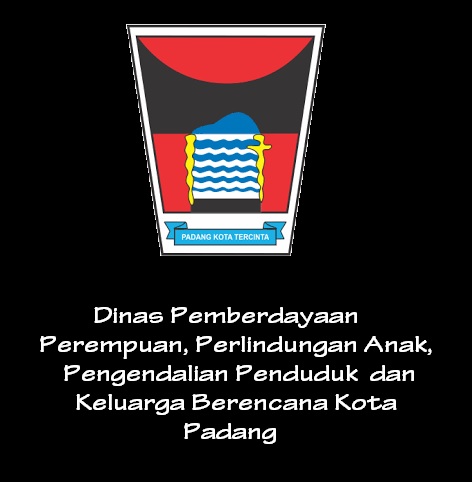 PADANG KOTA TERCINTA
Dinas Pemberdayaan
Perempuan, Perlindungan Anak,
Pengendalian Penduduk dan
Keluarga Berencana Kota
Padang